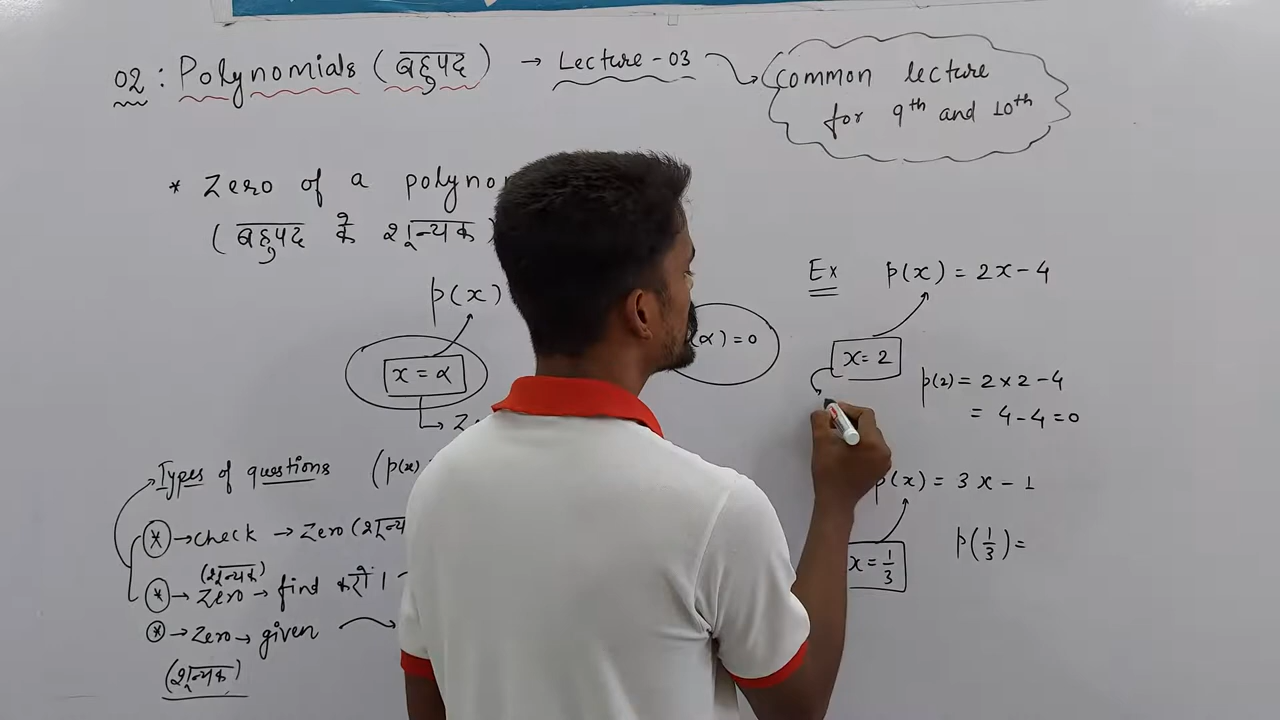 02 : Polynomials (बहुपद) → Lecture - 03
Common lecture
for 9th and 10th
* Zero of a
(बहुपद के शून्यक)
p(x)
x = α
α) = 0
Types of questions (p(x)
* → check → Zero
(शून्यक)
* → Zero → find करो।
* → Zero → given
(शून्यक)
Ex p(x) = 2x - 4
x = 2
p(2) = 2 × 2 - 4
= 4 - 4 = 0
p(x) = 3x - 1
p(1/3) =
x = 1/3